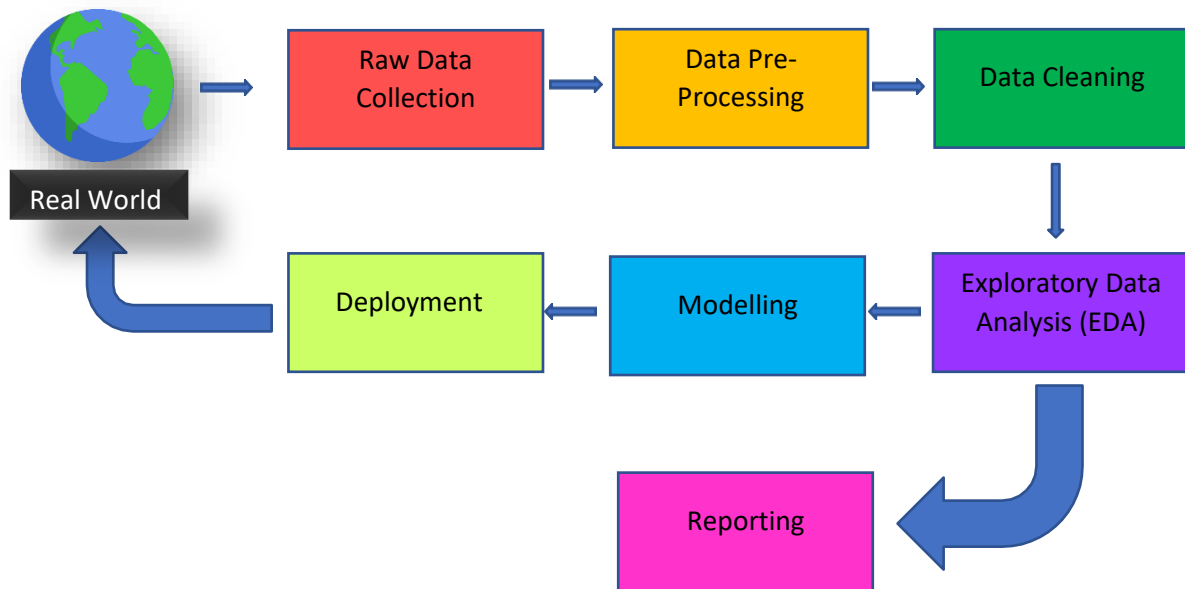 Real World
Raw Data
Collection
Data Pre-
Processing
Data Cleaning
Exploratory Data
Analysis (EDA)
Modelling
Deployment
Reporting